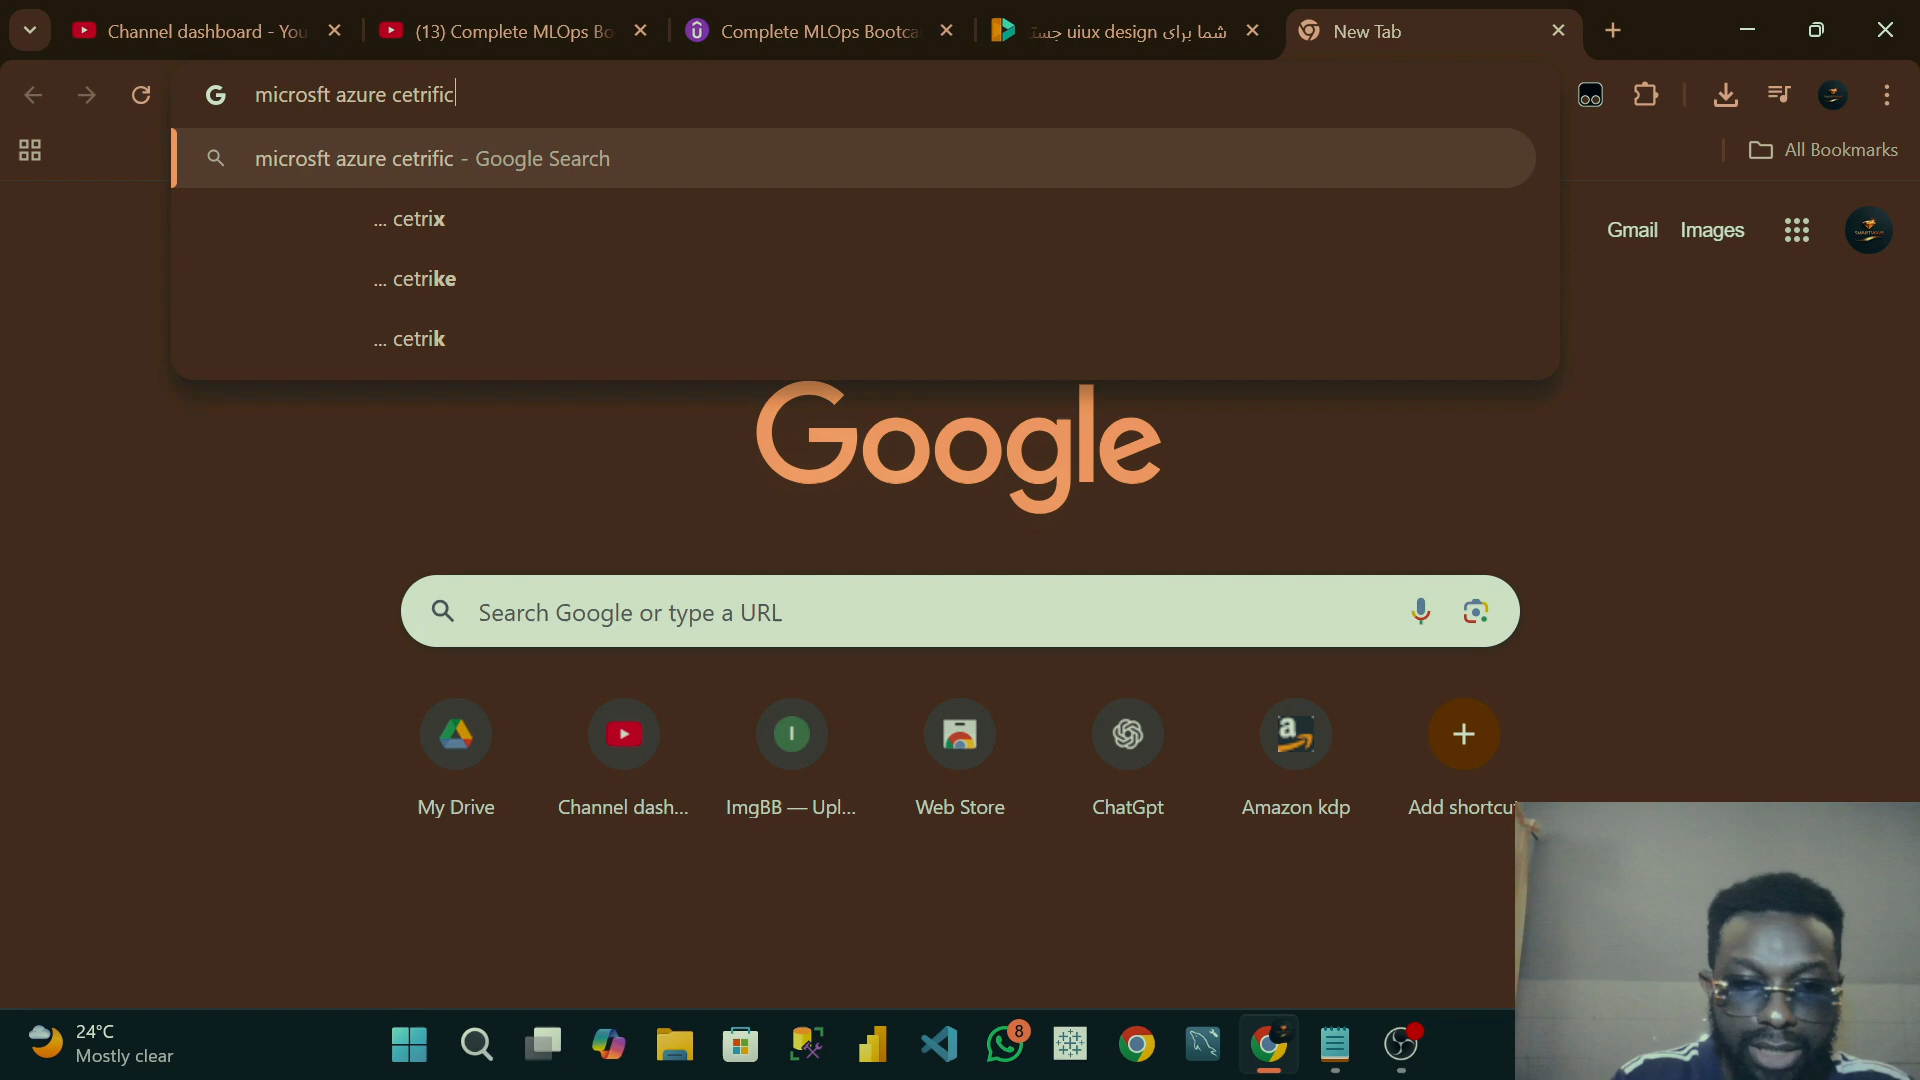 Channel dashboard - You
(13) Complete MLOps Bo
Complete MLOps Bootca
شما برای uiux design جست
New Tab
microsft azure cetrific
All Bookmarks
microsft azure cetrific - Google Search
... cetrix
... cetrike
... cetrik
Gmail
Images
Google
Search Google or type a URL
My Drive
Channel dash...
ImgBB — Upl...
Web Store
ChatGpt
Amazon kdp
Add shortcut
24°C
Mostly clear
8